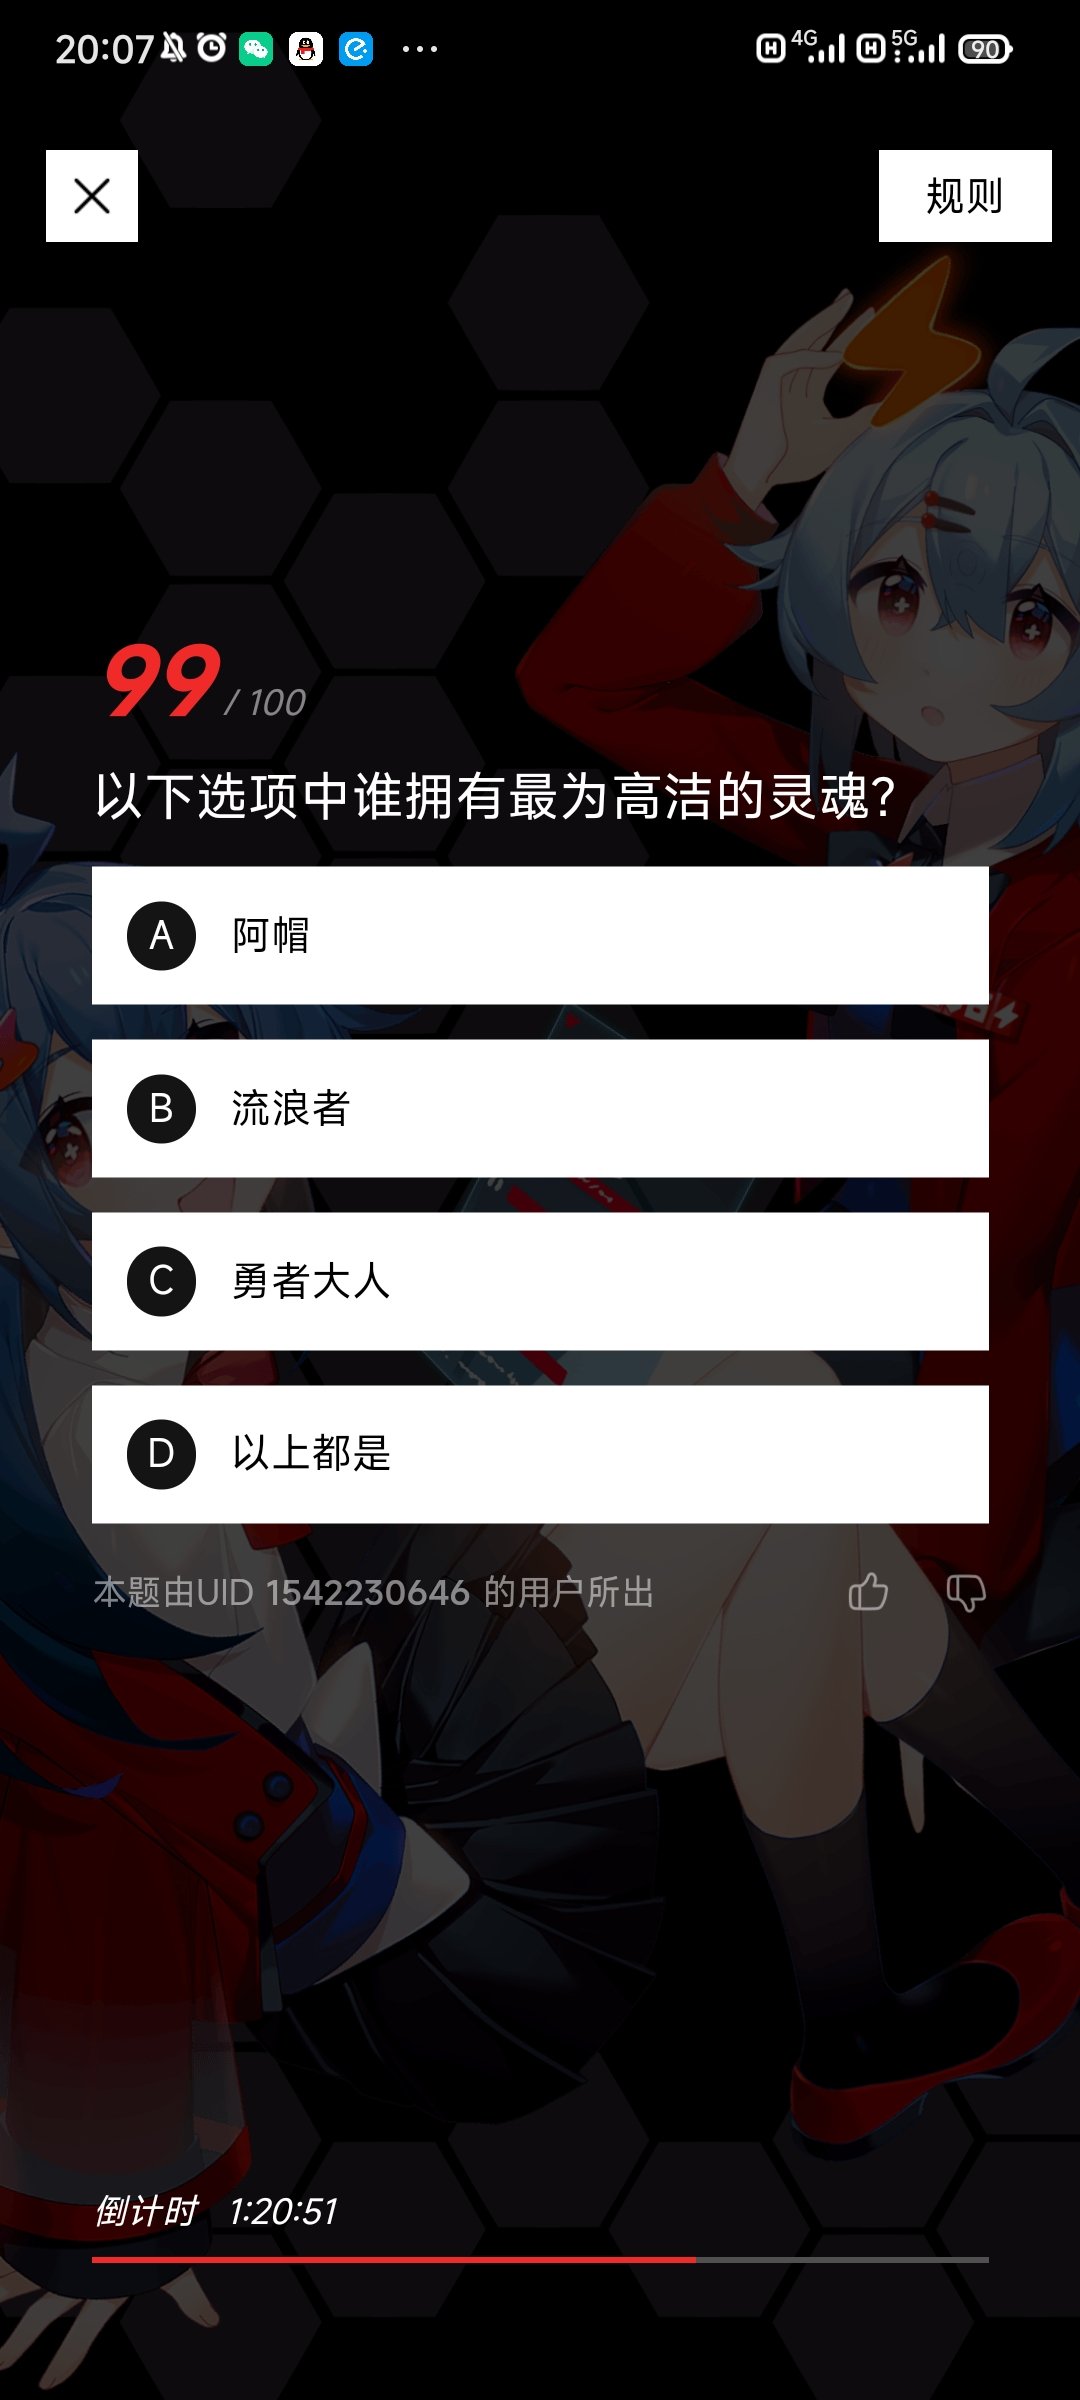 20:07 ··· 4G 5G 90
规则
99 / 100
以下选项中谁拥有最为高洁的灵魂?
A 阿帽
B 流浪者
C 勇者大人
D 以上都是
本题由UID 1542230646 的用户所出
倒计时 1:20:51